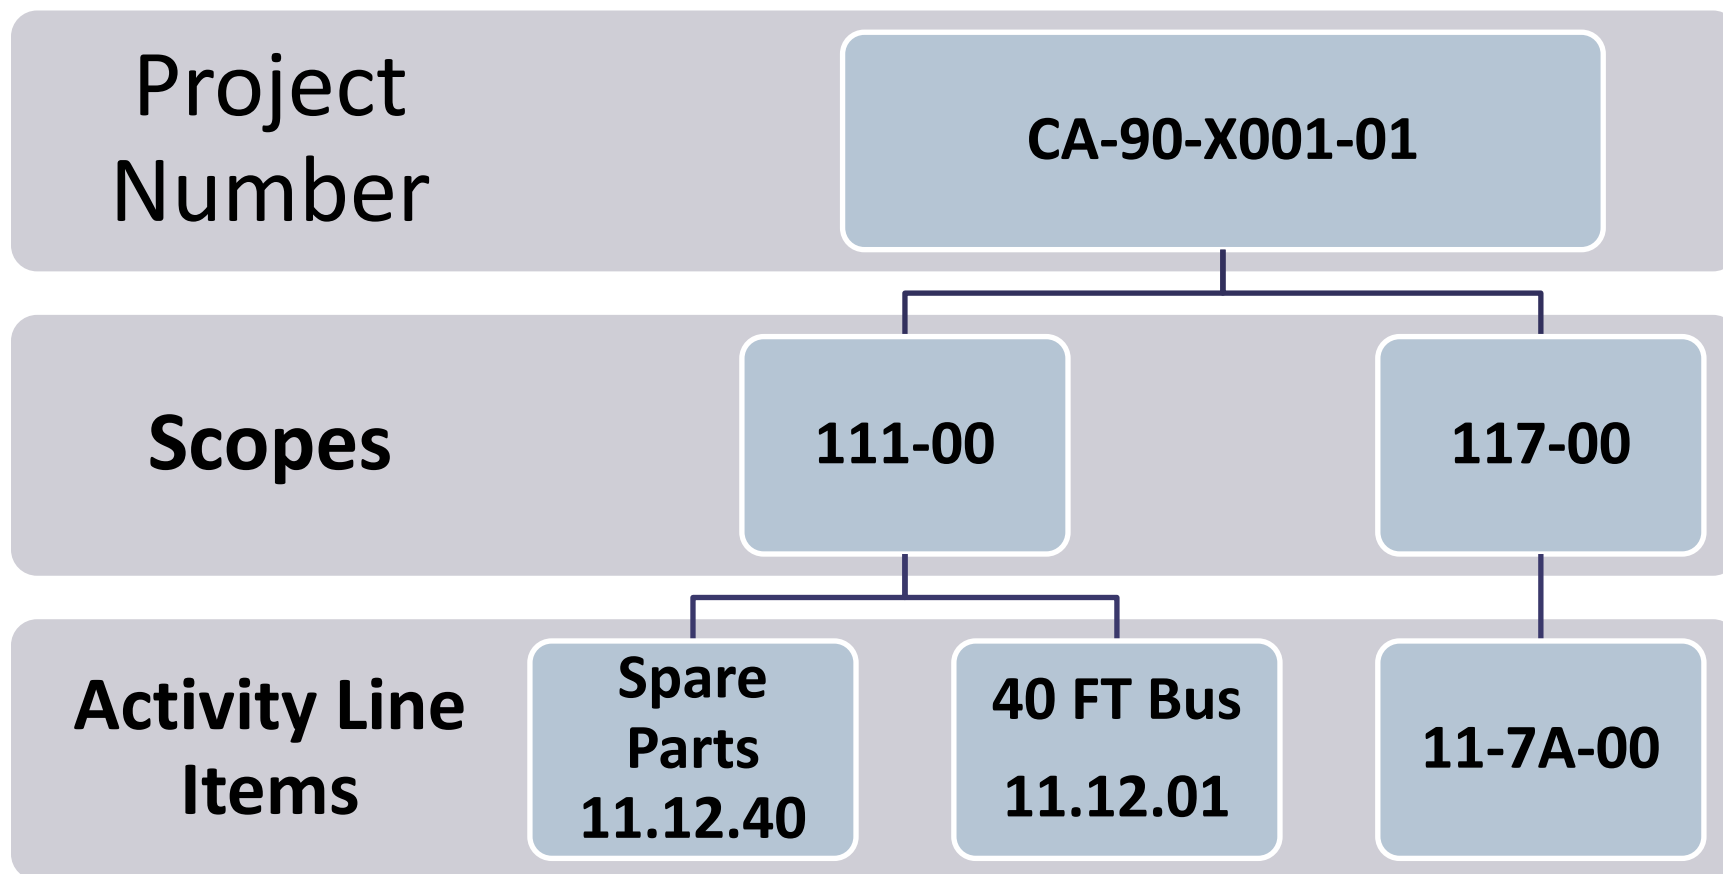 Project
Number
CA-90-X001-01
Scopes
111-00
117-00
Activity Line
Items
Spare
Parts
11.12.40
40 FT Bus
11.12.01
11-7A-00